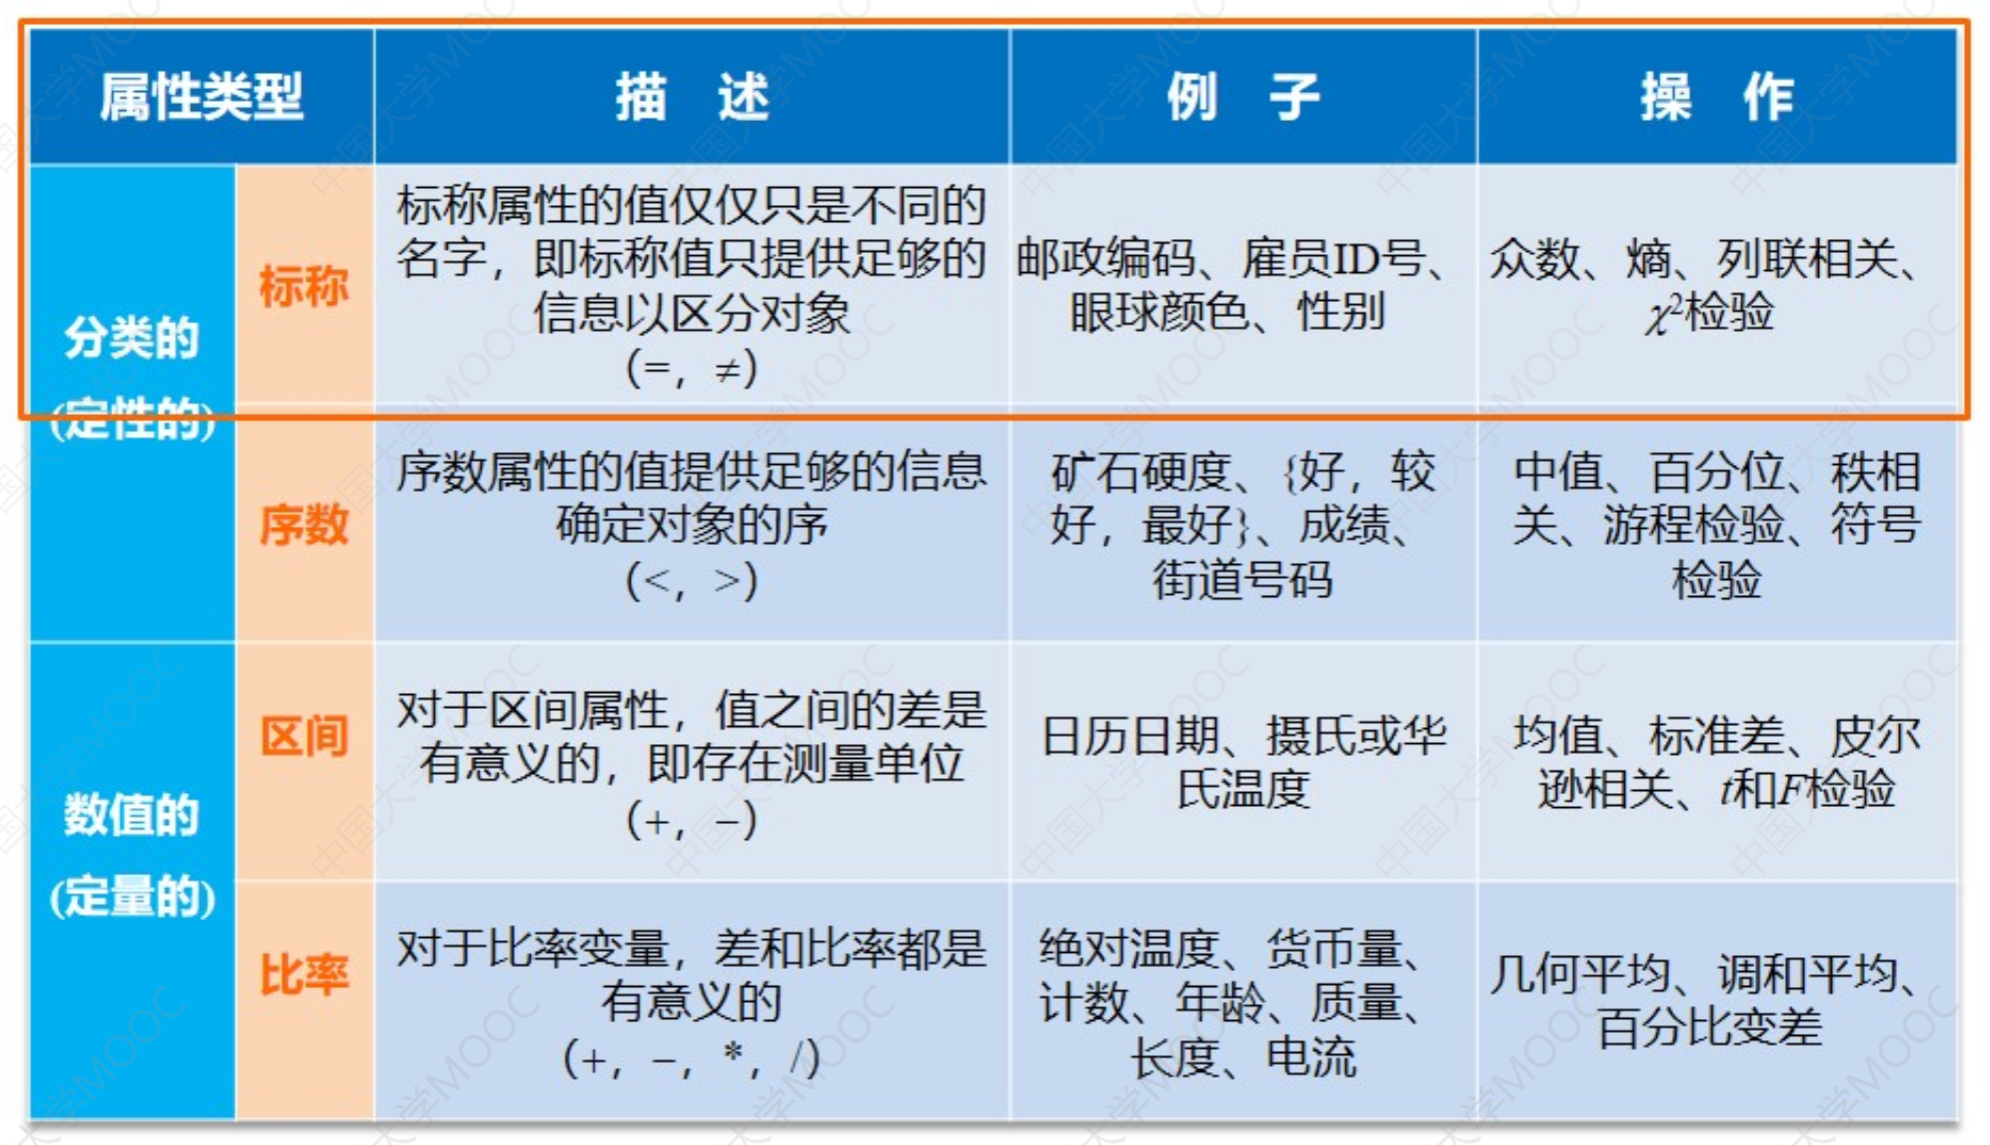 属性类型
描 述
例 子
操 作
分类的
(定性的)
标称
标称属性的值仅仅只是不同的
名字，即标称值只提供足够的
信息以区分对象
(=，≠)
邮政编码、雇员ID号、
眼球颜色、性别
众数、熵、列联相关、
χ²检验
序数
序数属性的值提供足够的信息
确定对象的序
(<，>)
矿石硬度、{好，较
好，最好}、成绩、
街道号码
中值、百分位、秩相
关、游程检验、符号
检验
数值的
(定量的)
区间
对于区间属性，值之间的差是
有意义的，即存在测量单位
(+，−)
日历日期、摄氏或华
氏温度
均值、标准差、皮尔
逊相关、t和F检验
比率
对于比率变量，差和比率都是
有意义的
(+，−，*，/)
绝对温度、货币量、
计数、年龄、质量、
长度、电流
几何平均、调和平均、
百分比变差
中国大学MOOC